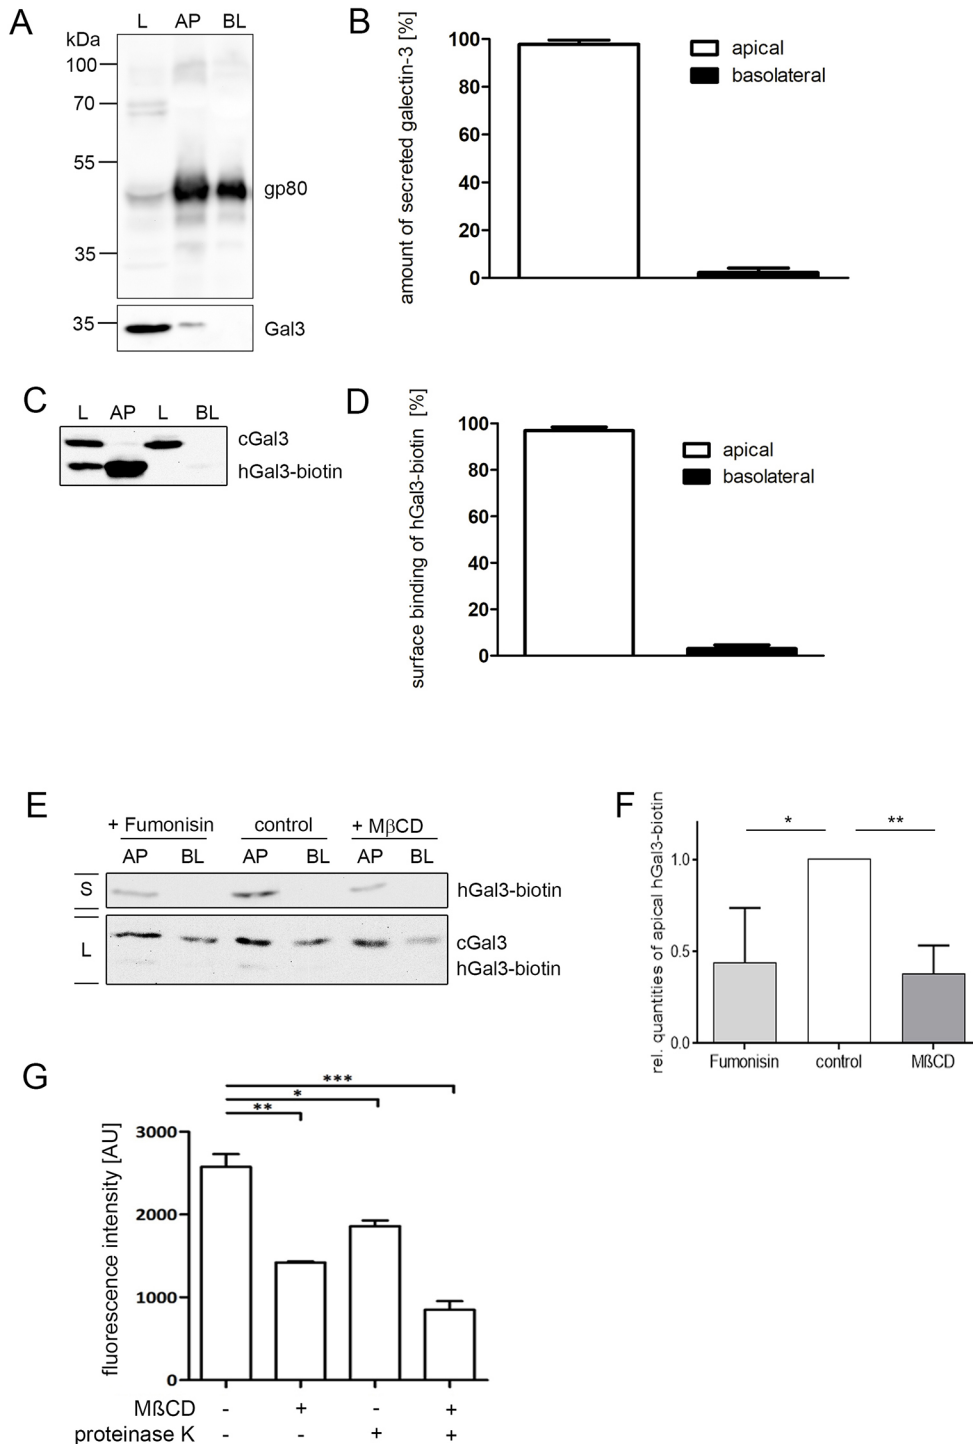 A
L AP BL
kDa
100
70
55
gp80
35
35
Gal3
B
amount of secreted galectin-3 [%]
100
80
60
40
20
0
apical
basolateral
C
L AP L BL
cGal3
hGal3-biotin
D
surface binding of hGal3-biotin [%]
100
80
60
40
20
0
apical
basolateral
E
+ Fumonisin control + MβCD
AP BL AP BL AP BL
S
hGal3-biotin
L
cGal3
hGal3-biotin
F
rel. quantities of apical hGal3-biotin
* **
1.0
0.5
0.0
Fumonisin control MßCD
G
fluorescence intensity [AU]
***
*
**
3000
2000
1000
0
MßCD - + - +
proteinase K - - + +